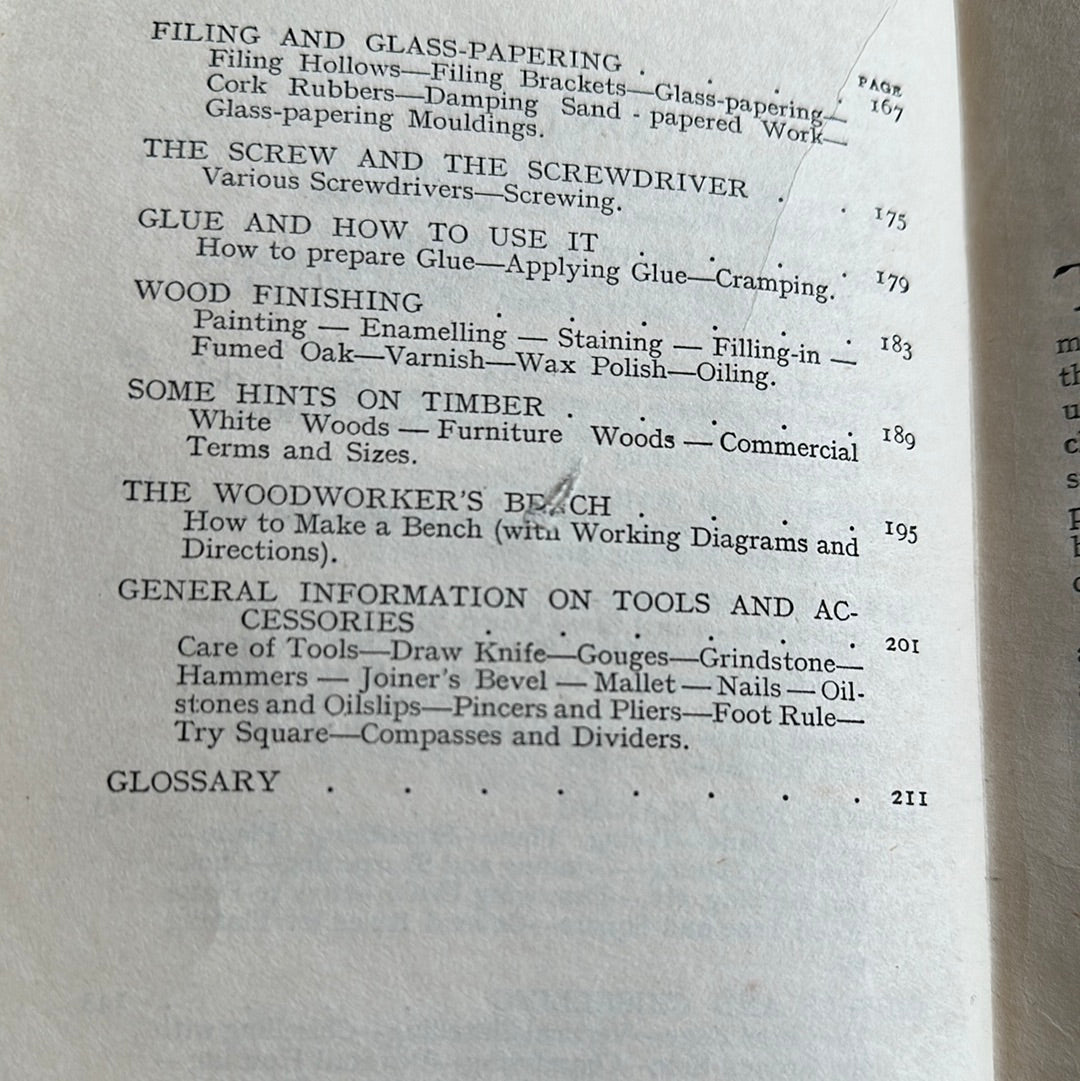 FILING AND GLASS-PAPERING . . . .
PAGE
167
Filing Hollows—Filing Brackets—Glass-papering—
Cork Rubbers—Damping Sand-papered Work—
Glass-papering Mouldings.
THE SCREW AND THE SCREWDRIVER . . 175
Various Screwdrivers—Screwing.
GLUE AND HOW TO USE IT . . . . 179
How to prepare Glue—Applying Glue—Cramping.
WOOD FINISHING . . . . . . 183
Painting — Enamelling — Staining — Filling-in —
Fumed Oak—Varnish—Wax Polish—Oiling.
SOME HINTS ON TIMBER . . . . . 189
White Woods — Furniture Woods — Commercial
Terms and Sizes.
THE WOODWORKER'S BENCH . . . . 195
How to Make a Bench (with Working Diagrams and
Directions).
GENERAL INFORMATION ON TOOLS AND AC-
CESSORIES . . . . . . 201
Care of Tools—Draw Knife—Gouges—Grindstone—
Hammers — Joiner's Bevel — Mallet — Nails — Oil-
stones and Oilslips—Pincers and Pliers—Foot Rule—
Try Square—Compasses and Dividers.
GLOSSARY . . . . . . . . 211